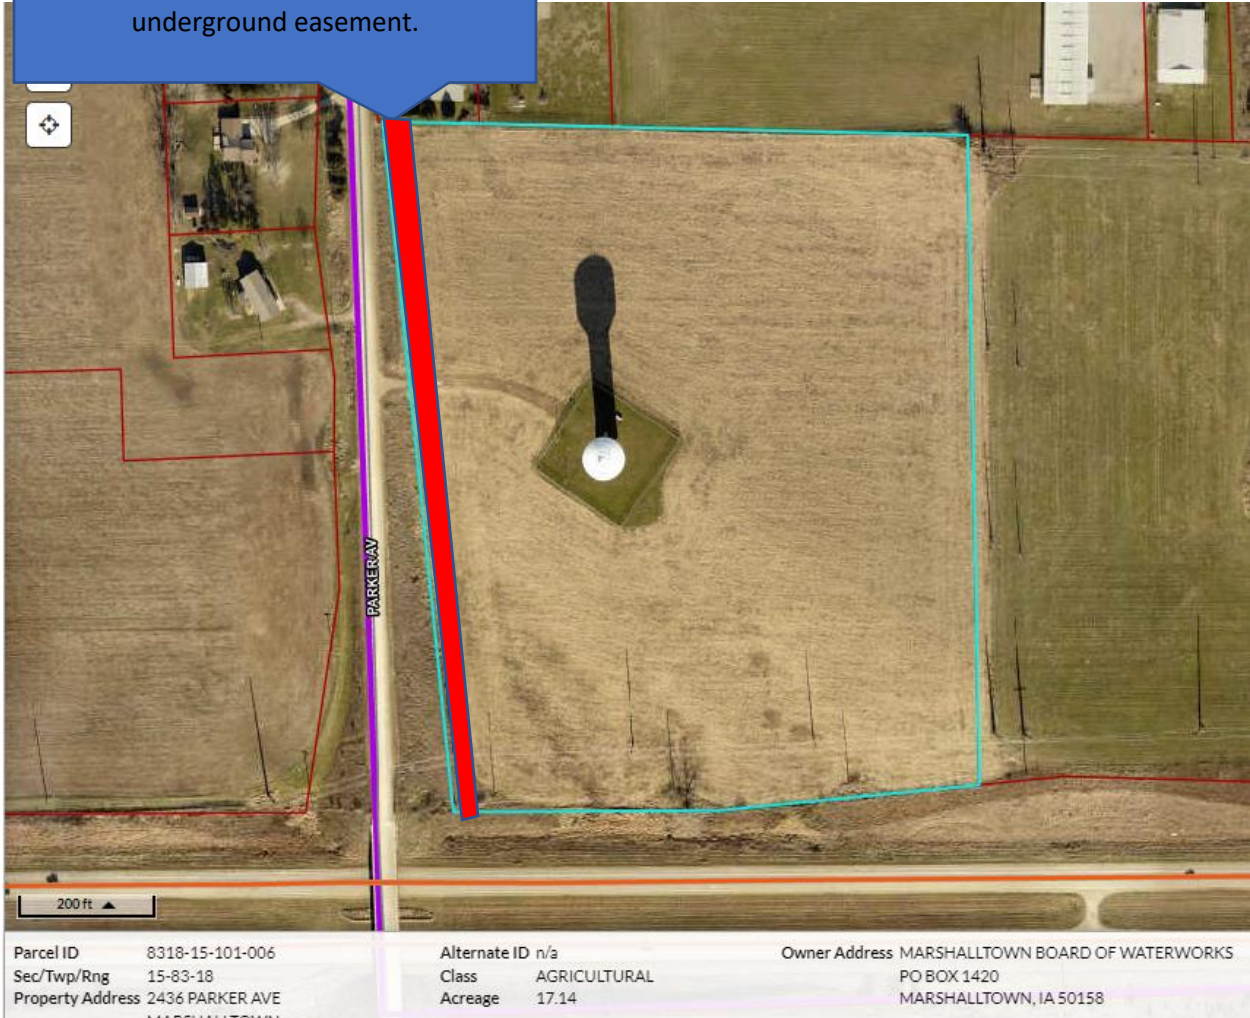 underground easement.
PARKER AV
200 ft
Parcel ID 8318-15-101-006
Sec/Twp/Rng 15-83-18
Property Address 2436 PARKER AVE
Alternate ID n/a
Class AGRICULTURAL
Acreage 17.14
Owner Address MARSHALLTOWN BOARD OF WATERWORKS
PO BOX 1420
MARSHALLTOWN, IA 50158